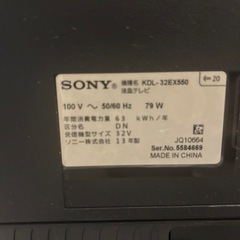 SONY 機種名 KDL-32EX550
液晶テレビ
⇐20
100 V ～ 50/60 Hz 79 W
年間消費電力量 63 kWh／年
区分名 DN
受信機型サイズ 32V
ソニー株式会社 13年製
JQ10664
Ser.No.5584669
MADE IN CHINA